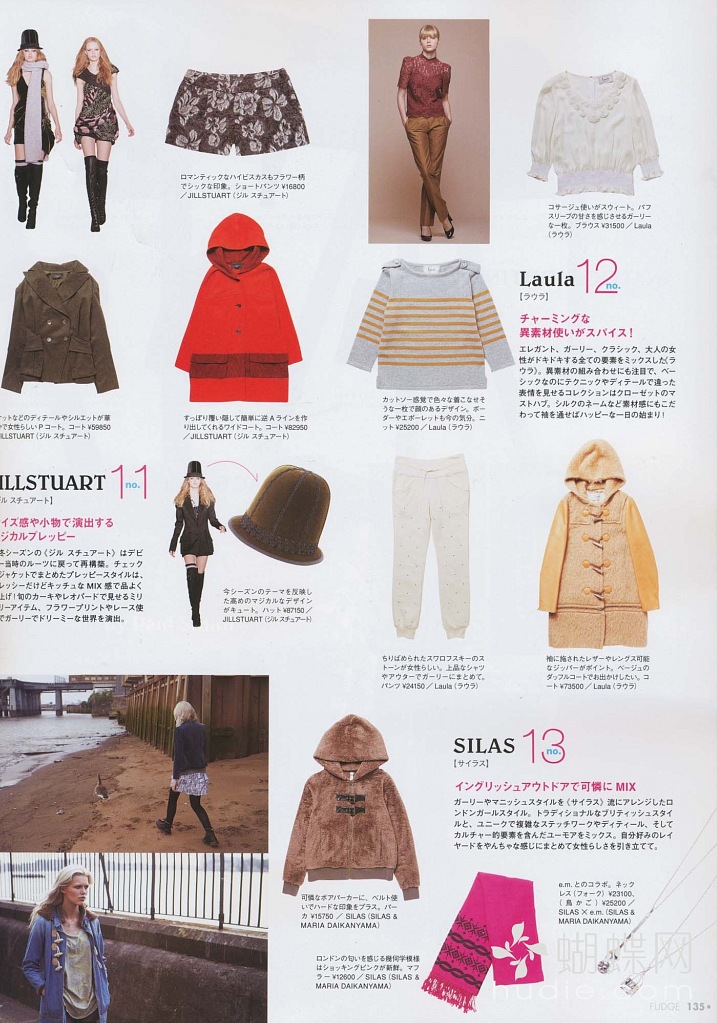 ロマンティックなハイビスカスもフラワー柄
でシックな印象。ショートパンツ ¥16800
／JILLSTUART（ジル スチュアート）
コサージュ使いがスウィート。パフ
スリーブの甘さを感じさせるガーリー
な一枚。ブラウス ¥31500 ／ Laula
（ラウラ）
ケットなどのディテールやシルエットが華
で女性らしいPコート。コート ¥59850
ILLSTUART（ジル スチュアート）
すっぽり覆い隠して簡単に逆Aラインを作
り出してくれるワイドコート。コート ¥82950
／JILLSTUART（ジル スチュアート）
カットソー感覚で色々な着こなせそ
うな一枚で顔のあるデザイン。ボー
ダーやエポーレットも今の気分。ニ
ット ¥25200 ／ Laula（ラウラ）
Laula no.12
【ラウラ】
チャーミングな
異素材使いがスパイス！
エレガント、ガーリー、クラシック、大人の女
性がドキドキする全ての要素をミックスした〈ラ
ウラ〉。異素材の組み合わせにも注目で、ベー
シックなのにテクニックやディテールで違った
表情を見せるコレクションはクローゼットのマ
ストハブ。シルクのネームなど素材感にもこだ
わって袖を通せばハッピーな一日の始まり！
ILLSTUART no.11
ジル スチュアート】
イズ感や小物で演出する
ジカルプレッピー
冬シーズンの〈ジル スチュアート〉はデビ
ー当時のルーツに戻って再構築。チェック
ジャケットでまとめたプレッピースタイルは、
レッシーだけどキッチュなMIX感で品よく
上げ！旬のカーキやレオパードで見せるミリ
リーアイテム、フラワープリントやレース使
でガーリーでドリーミーな世界を演出。
今シーズンのテーマを反映し
た高めのマジカルなデザイン
がキュート。ハット ¥87150 ／
JILLSTUART（ジル スチュアート）
ちりばめられたスワロフスキーのス
トーンが女性らしい。上品なシャツ
やアウターでガーリーにまとめて。
パンツ ¥24150 ／ Laula（ラウラ）
袖に施されたレザーやレングス可能
なジッパーがポイント。ベージュの
ダッフルコートでお出かけしたい。コ
ート ¥73500 ／ Laula（ラウラ）
SILAS no.13
【サイラス】
イングリッシュアウトドアで可憐にMIX
ガーリーやマニッシュスタイルを〈サイラス〉流にアレンジしたロ
ンドンガールスタイル。トラディショナルなブリティッシュスタイ
ルと、ユニークで複雑なステッチワークやディティール、そして
カルチャー的要素を含んだユーモアをミックス。自分好みのレイ
ヤードをやんちゃな感じにまとめて女性らしさを引き立てて。
可憐なボアパーカーに、ベルト使
いでハードな印象をプラス。パー
カ ¥15750 ／ SILAS（SILAS &
MARIA DAIKANYAMA）
e.m. とのコラボ。ネック
レス（フォーク）¥23100、
（鳥かご）¥25200 ／
SILAS × e.m.（SILAS &
MARIA DAIKANYAMA）
ロンドンの匂いを感じる幾何学模様
はショッキングピンクが新鮮。マフ
ラー ¥12600 ／ SILAS（SILAS &
MARIA DAIKANYAMA）
蝴蝶网
hudie.com
FUDGE 135